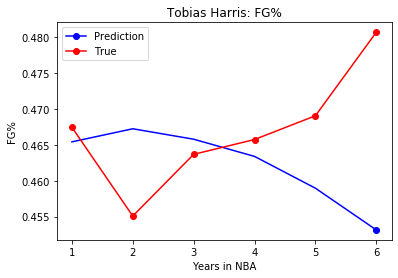 Tobias Harris: FG%
Prediction
True
0.480
0.475
0.470
0.465
0.460
0.455
FG%
1 2 3 4 5 6
Years in NBA